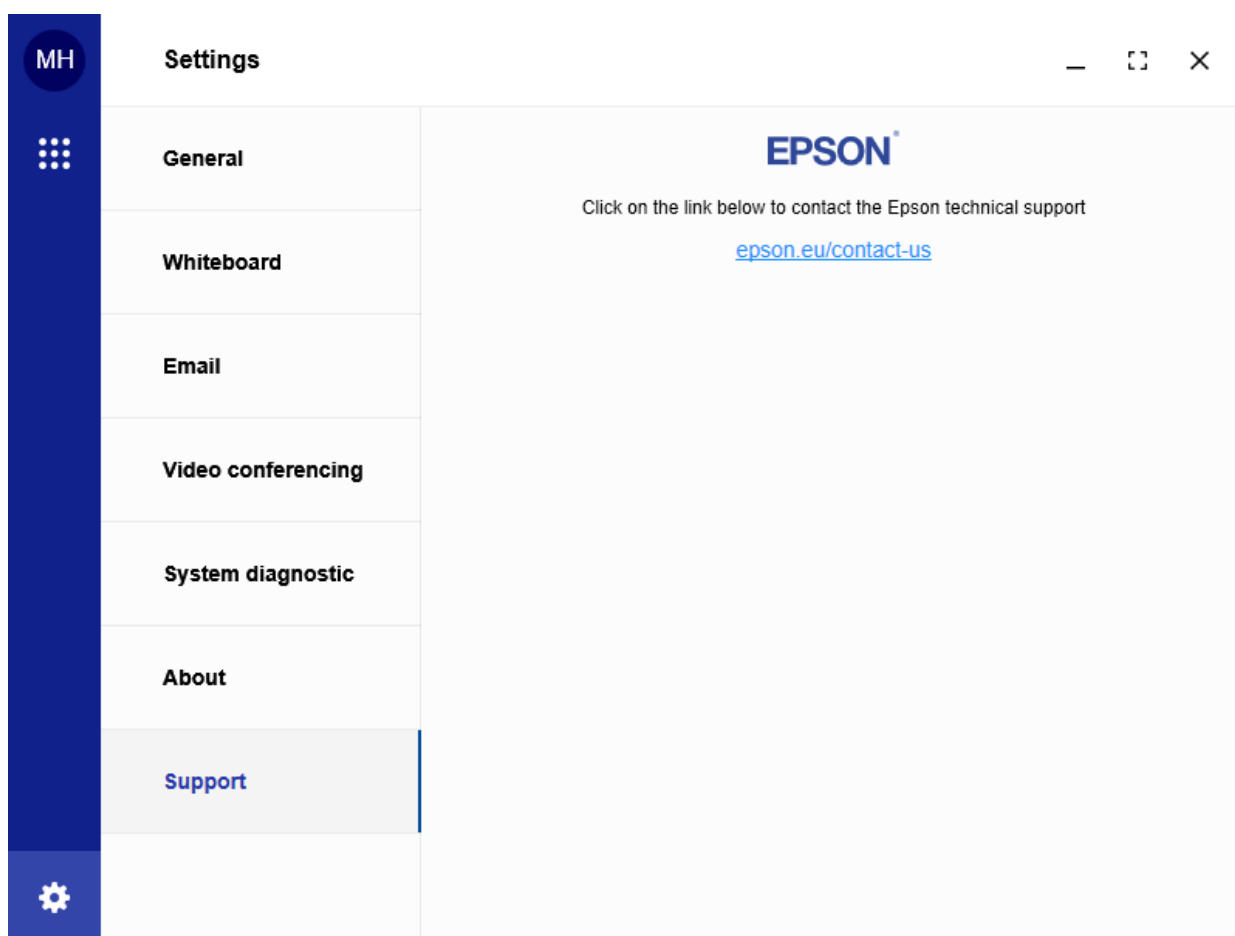 MH
Settings
General
Whiteboard
Email
Video conferencing
System diagnostic
About
Support
EPSON
Click on the link below to contact the Epson technical support
epson.eu/contact-us